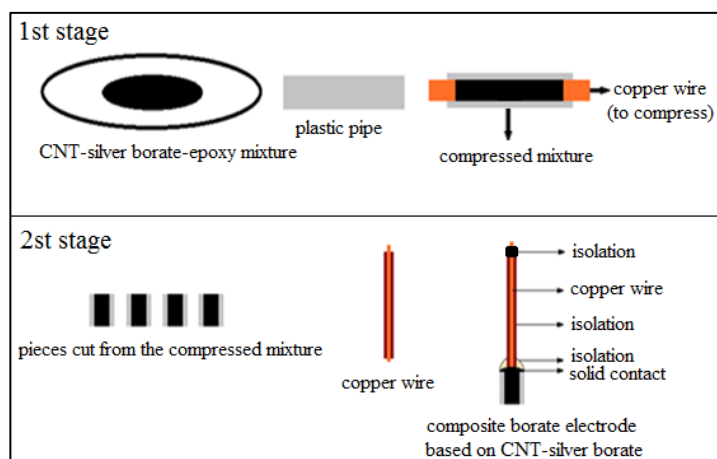 1st stage
CNT-silver borate-epoxy mixture
plastic pipe
copper wire
(to compress)
compressed mixture
2st stage
pieces cut from the compressed mixture
copper wire
isolation
copper wire
isolation
isolation
solid contact
composite borate electrode
based on CNT-silver borate